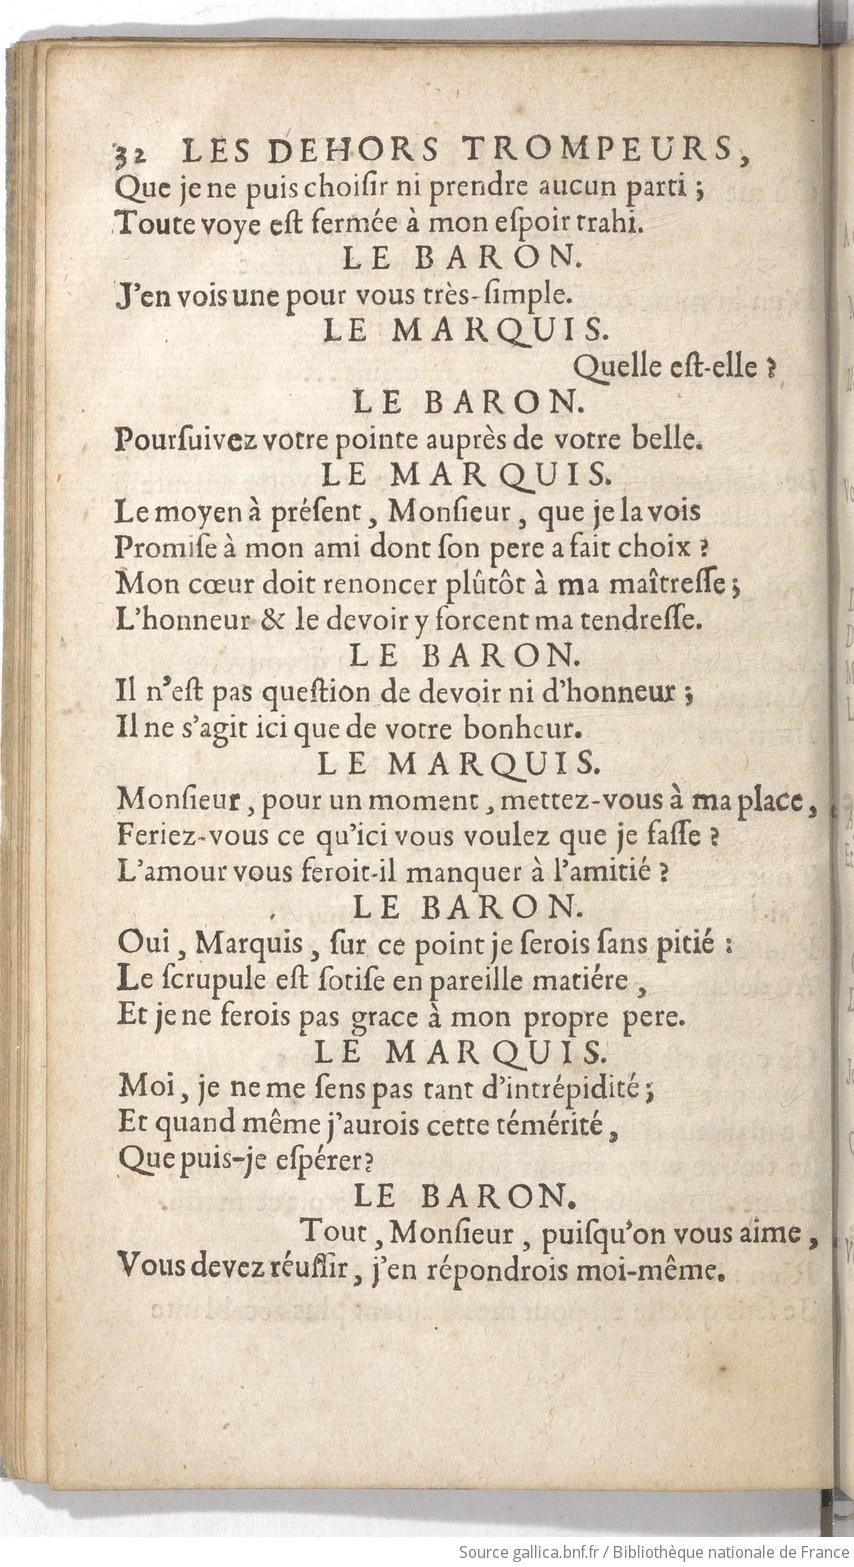 32 LES DEHORS TROMPEURS,
Que je ne puis choiſir ni prendre aucun parti ;
Toute voye eſt fermée à mon eſpoir trahi.
LE BARON.
J'en vois une pour vous très-ſimple.
LE MARQUIS.
Quelle eſt-elle ?
LE BARON.
Pourſuivez votre pointe auprès de votre belle.
LE MARQUIS.
Le moyen à préſent, Monſieur, que je la vois
Promiſe à mon ami dont ſon pere a fait choix ?
Mon cœur doit renoncer plûtôt à ma maîtreſſe ;
L'honneur & le devoir y forcent ma tendreſſe.
LE BARON.
Il n'eſt pas queſtion de devoir ni d'honneur ;
Il ne s'agit ici que de votre bonheur.
LE MARQUIS.
Monſieur, pour un moment, mettez-vous à ma place,
Feriez-vous ce qu'ici vous voulez que je faſſe ?
L'amour vous feroit-il manquer à l'amitié ?
LE BARON.
Oui, Marquis, ſur ce point je ſerois ſans pitié :
Le ſcrupule eſt ſotiſe en pareille matiére,
Et je ne ferois pas grace à mon propre pere.
LE MARQUIS.
Moi, je ne me ſens pas tant d'intrépidité ;
Et quand même j'aurois cette témérité,
Que puis-je eſpérer ?
LE BARON.
Tout, Monſieur, puiſqu'on vous aime,
Vous devez réuſſir, j'en répondrois moi-même.
Source gallica.bnf.fr / Bibliothèque nationale de France